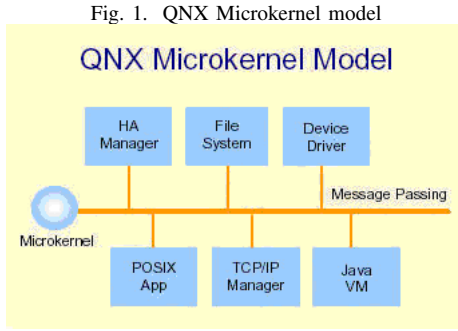 Fig. 1. QNX Microkernel model
QNX Microkernel Model
HA
Manager
File
System
Device
Driver
Message Passing
Microkernel
POSIX
App
TCP/IP
Manager
Java
VM